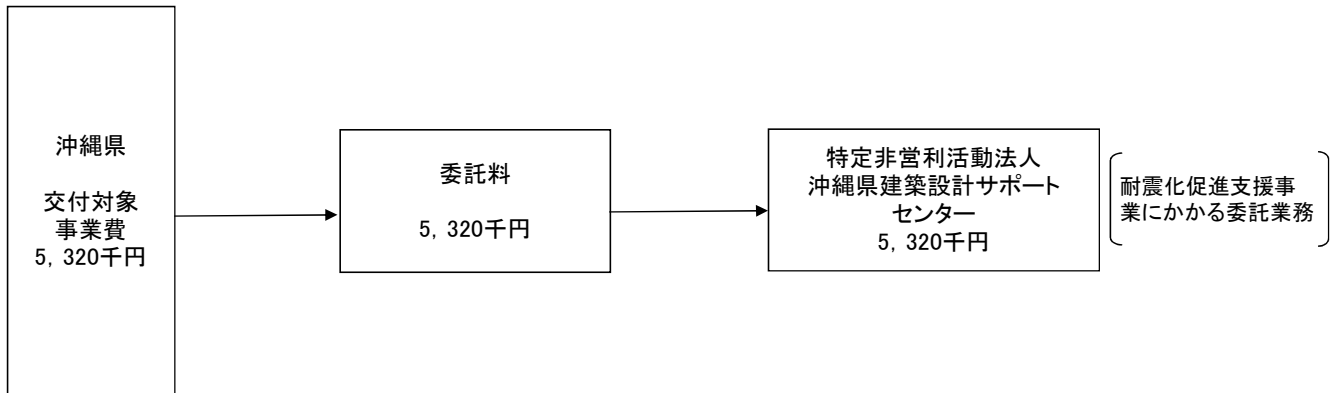 沖縄県
交付対象
事業費
5，320千円
委託料
5，320千円
特定非営利活動法人
沖縄県建築設計サポート
センター
5，320千円
耐震化促進支援事
業にかかる委託業務